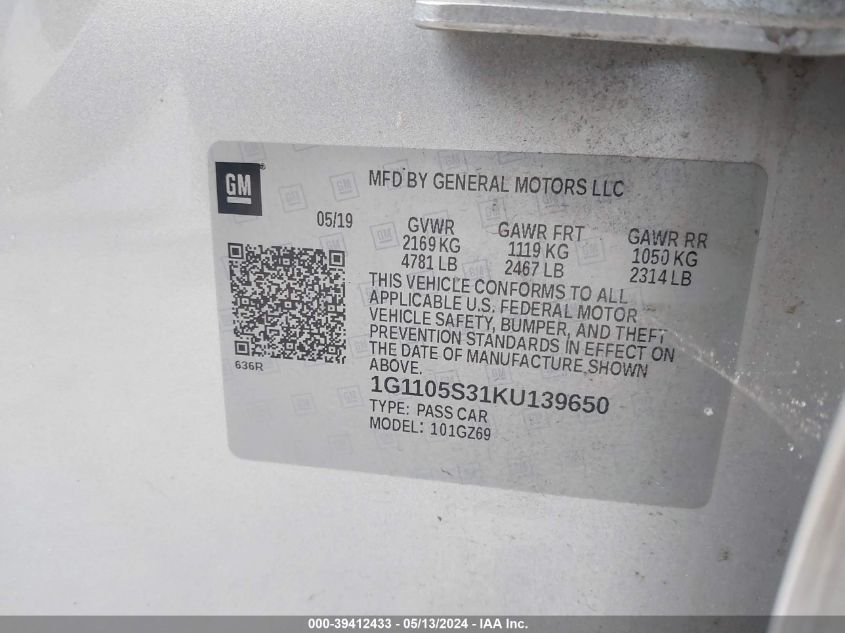 GM®
MFD BY GENERAL MOTORS LLC
05/19
GVWR GAWR FRT GAWR RR
2169 KG 1119 KG 1050 KG
4781 LB 2467 LB 2314 LB
THIS VEHICLE CONFORMS TO ALL
APPLICABLE U.S. FEDERAL MOTOR
VEHICLE SAFETY, BUMPER, AND THEFT
PREVENTION STANDARDS IN EFFECT ON
THE DATE OF MANUFACTURE SHOWN
ABOVE.
636R
1G1105S31KU139650
TYPE: PASS CAR
MODEL: 101GZ69
000-39412433 - 05/13/2024 - IAA Inc.